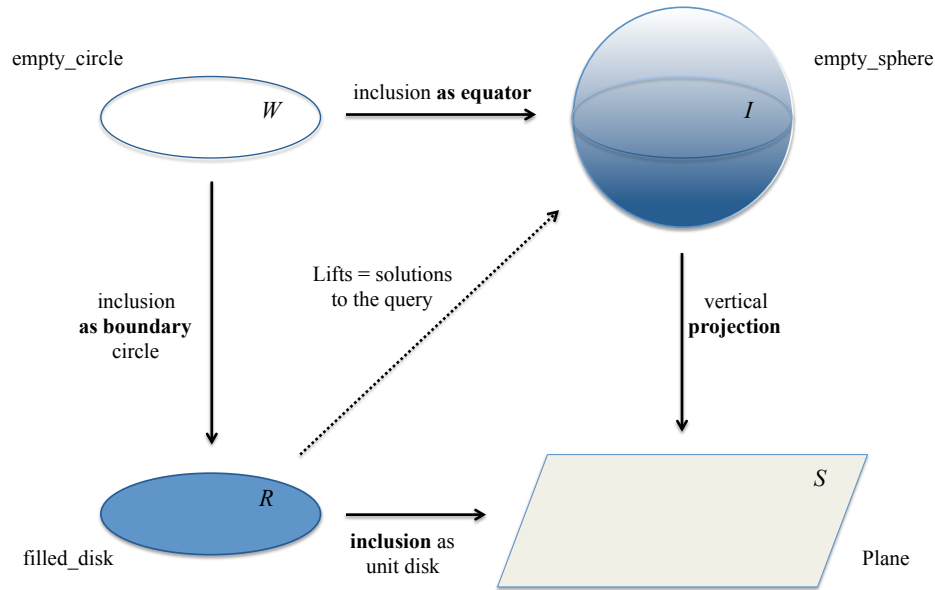 empty_circle
W
inclusion as equator
I
empty_sphere
inclusion
as boundary
circle
Lifts = solutions
to the query
vertical
projection
R
filled_disk
inclusion as
unit disk
S
Plane